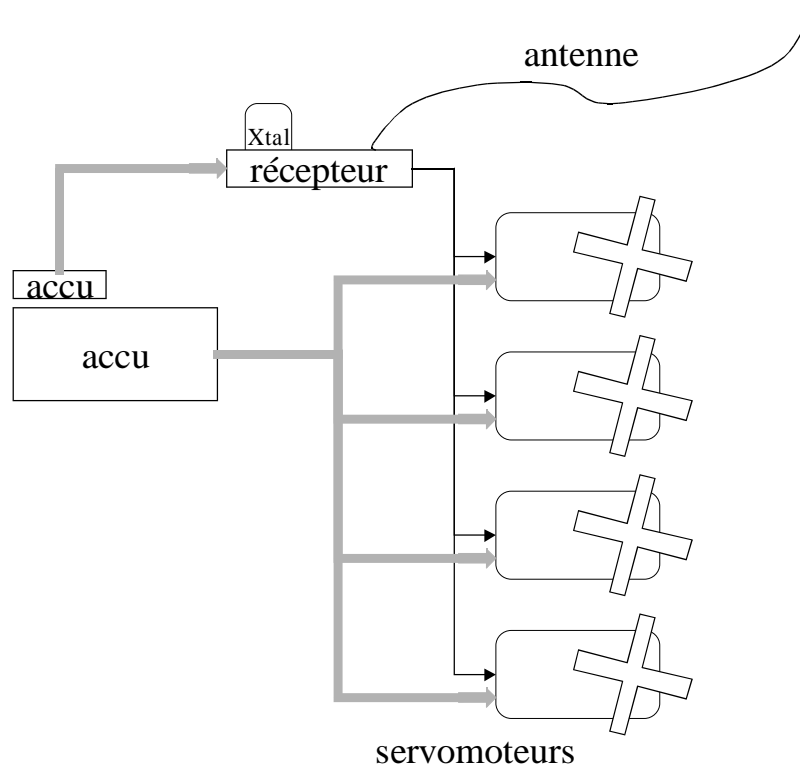 antenne
Xtal
récepteur
accu
accu
servomoteurs